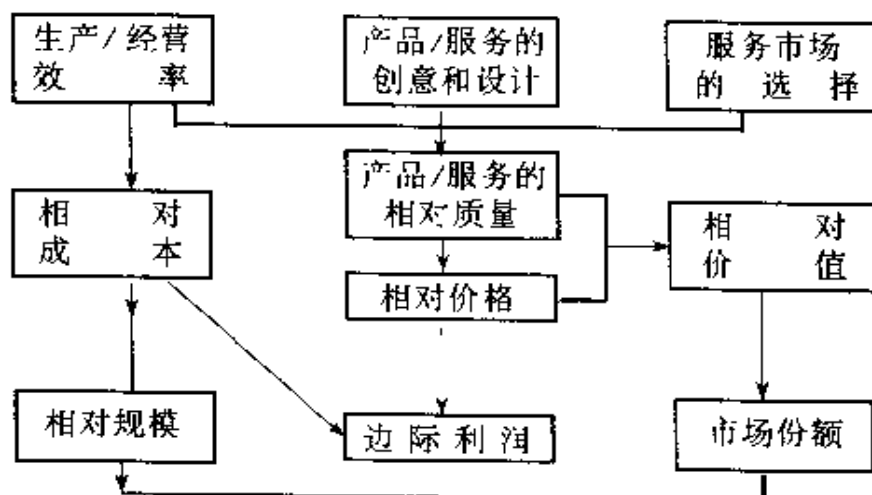 生产/经营
效率
产品/服务的
创意和设计
服务市场
的选择
产品/服务的
相对质量
相对
成本
相对
价值
相对价格
相对规模
边际利润
市场份额